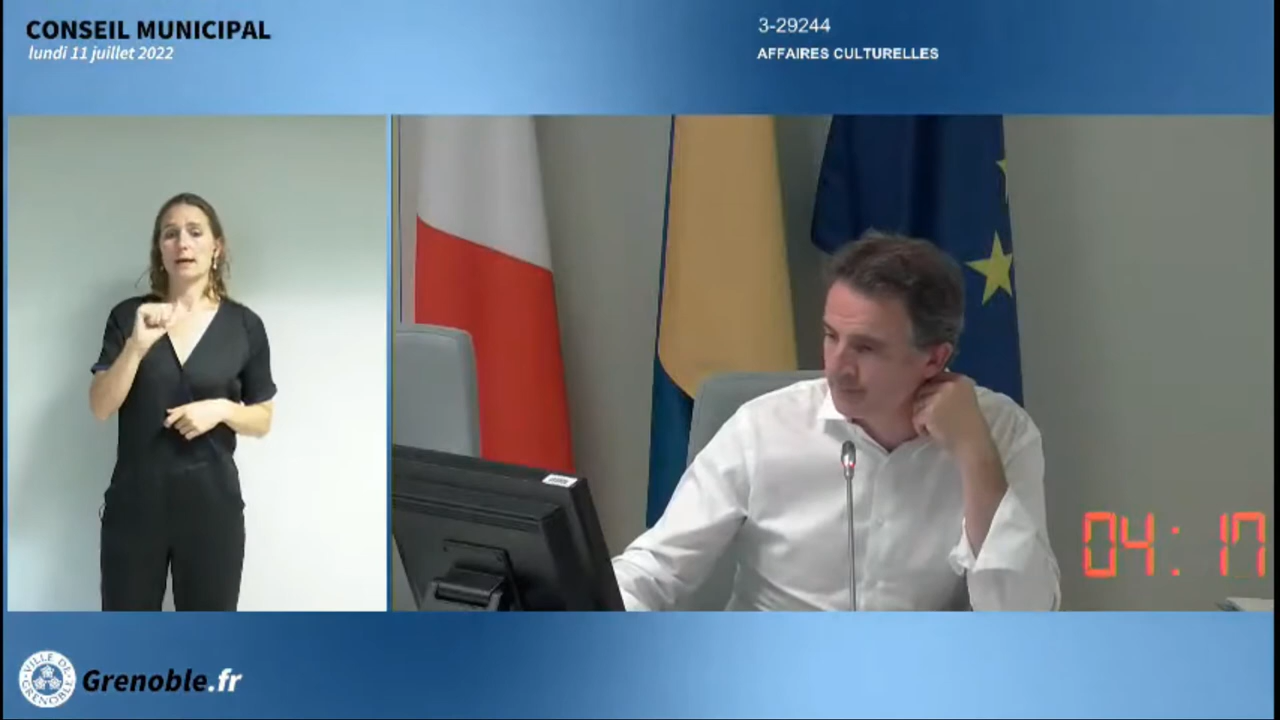 CONSEIL MUNICIPAL
lundi 11 juillet 2022
3-29244
AFFAIRES CULTURELLES
04:17
VILLE DE GRENOBLE
Grenoble.fr